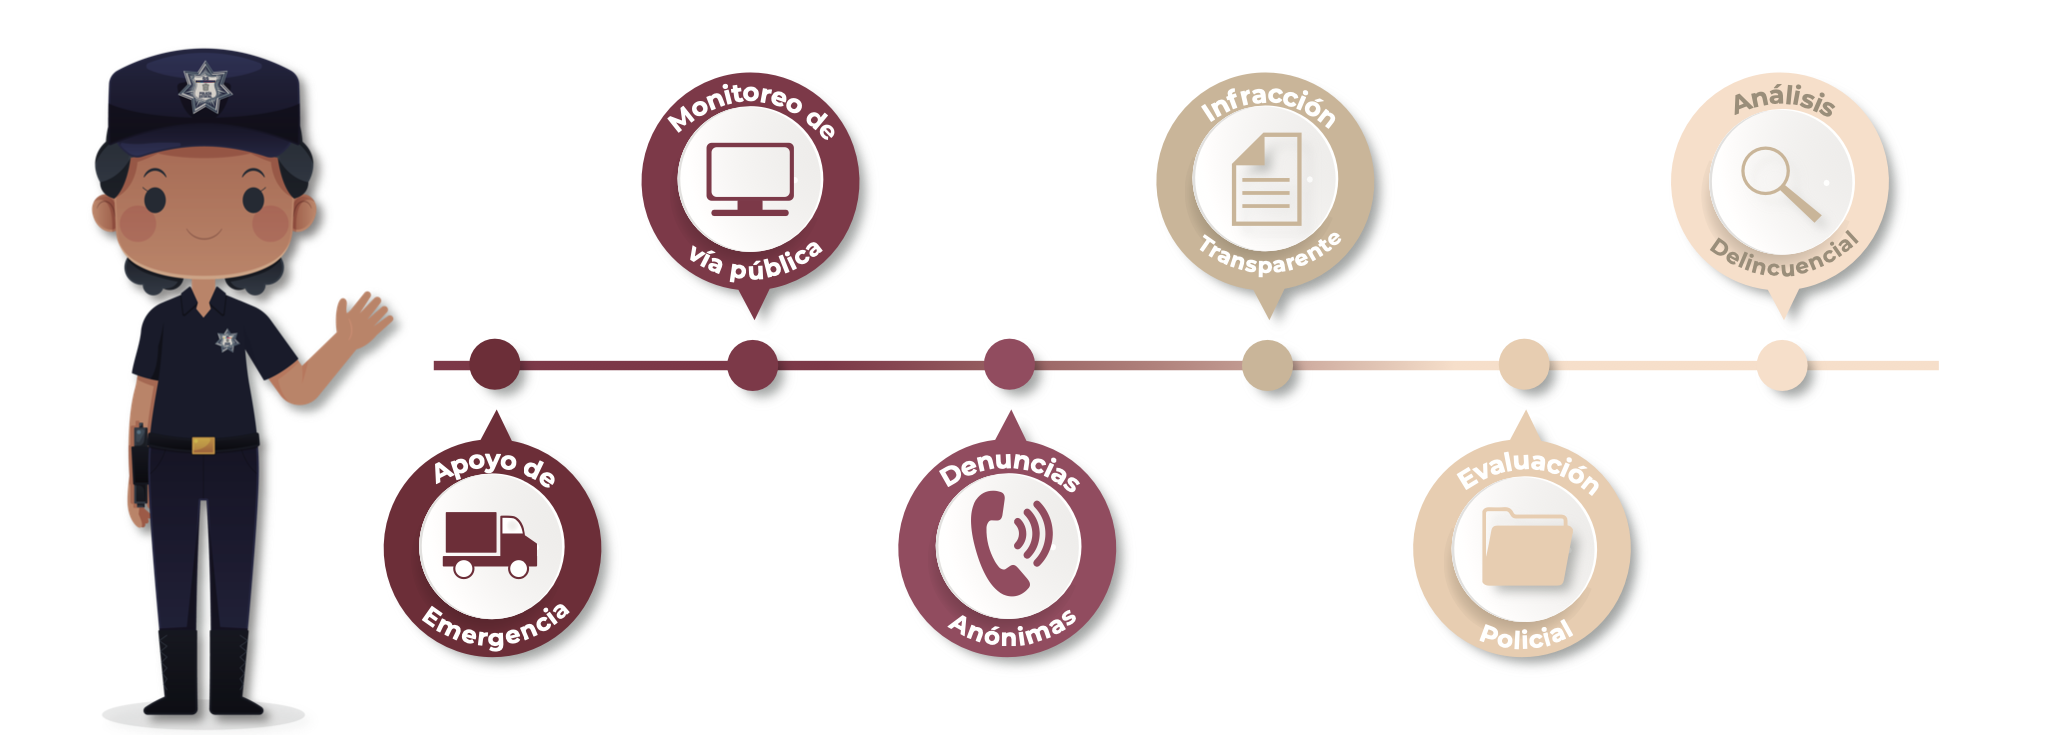 Monitoreo de
vía pública
Infracción
Transparente
Análisis
Delincuencial
Apoyo de
Emergencia
Denuncias
Anónimas
Evaluación
Policial